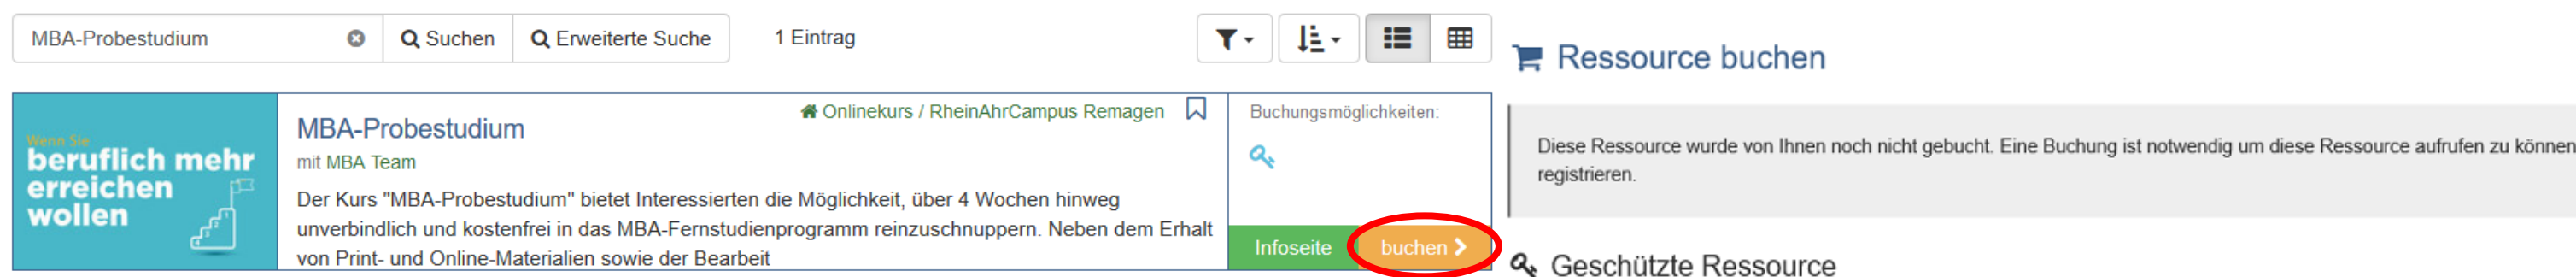 MBA-Probestudium
Suchen
Erweiterte Suche
1 Eintrag
Wenn Sie
beruflich mehr
erreichen
wollen
MBA-Probestudium
Onlinekurs / RheinAhrCampus Remagen
mit MBA Team
Der Kurs "MBA-Probestudium" bietet Interessierten die Möglichkeit, über 4 Wochen hinweg
unverbindlich und kostenfrei in das MBA-Fernstudienprogramm reinzuschnuppern. Neben dem Erhalt
von Print- und Online-Materialien sowie der Bearbeit
Buchungsmöglichkeiten:
Infoseite
buchen
Ressource buchen
Diese Ressource wurde von Ihnen noch nicht gebucht. Eine Buchung ist notwendig um diese Ressource aufrufen zu können
registrieren.
Geschützte Ressource